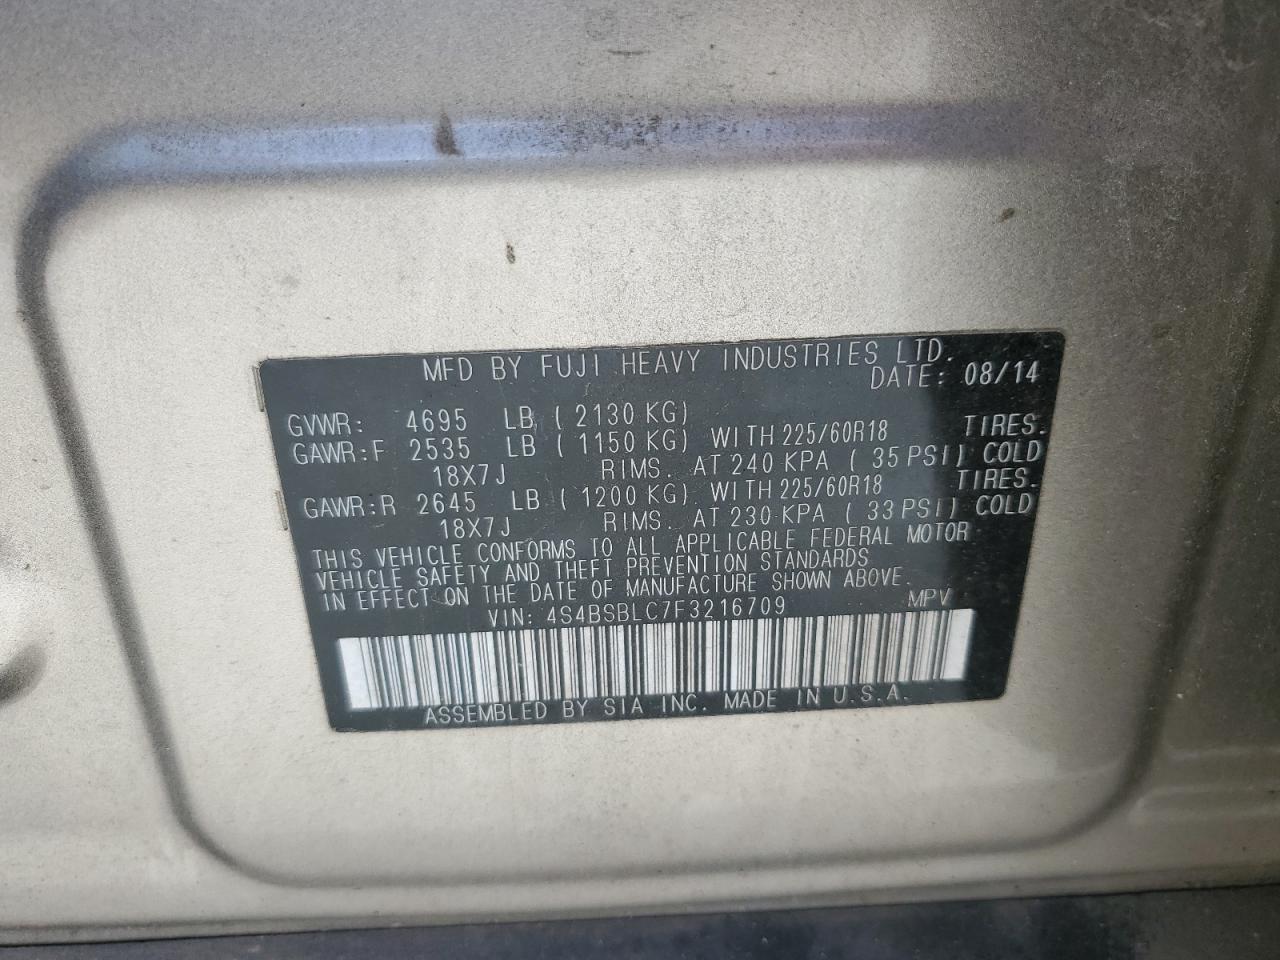 MFD BY FUJI HEAVY INDUSTRIES LTD.
DATE: 08/14
GVWR: 4695 LB ( 2130 KG)
GAWR:F 2535 LB ( 1150 KG) WITH 225/60R18 TIRES.
18X7J RIMS. AT 240 KPA ( 35 PSI) COLD
GAWR:R 2645 LB ( 1200 KG) WITH 225/60R18 TIRES.
18X7J RIMS. AT 230 KPA ( 33 PSI) COLD
THIS VEHICLE CONFORMS TO ALL APPLICABLE FEDERAL MOTOR
VEHICLE SAFETY AND THEFT PREVENTION STANDARDS
IN EFFECT ON THE DATE OF MANUFACTURE SHOWN ABOVE.
VIN: 4S4BSBLC7F3216709 MPV
ASSEMBLED BY SIA INC. MADE IN U.S.A.